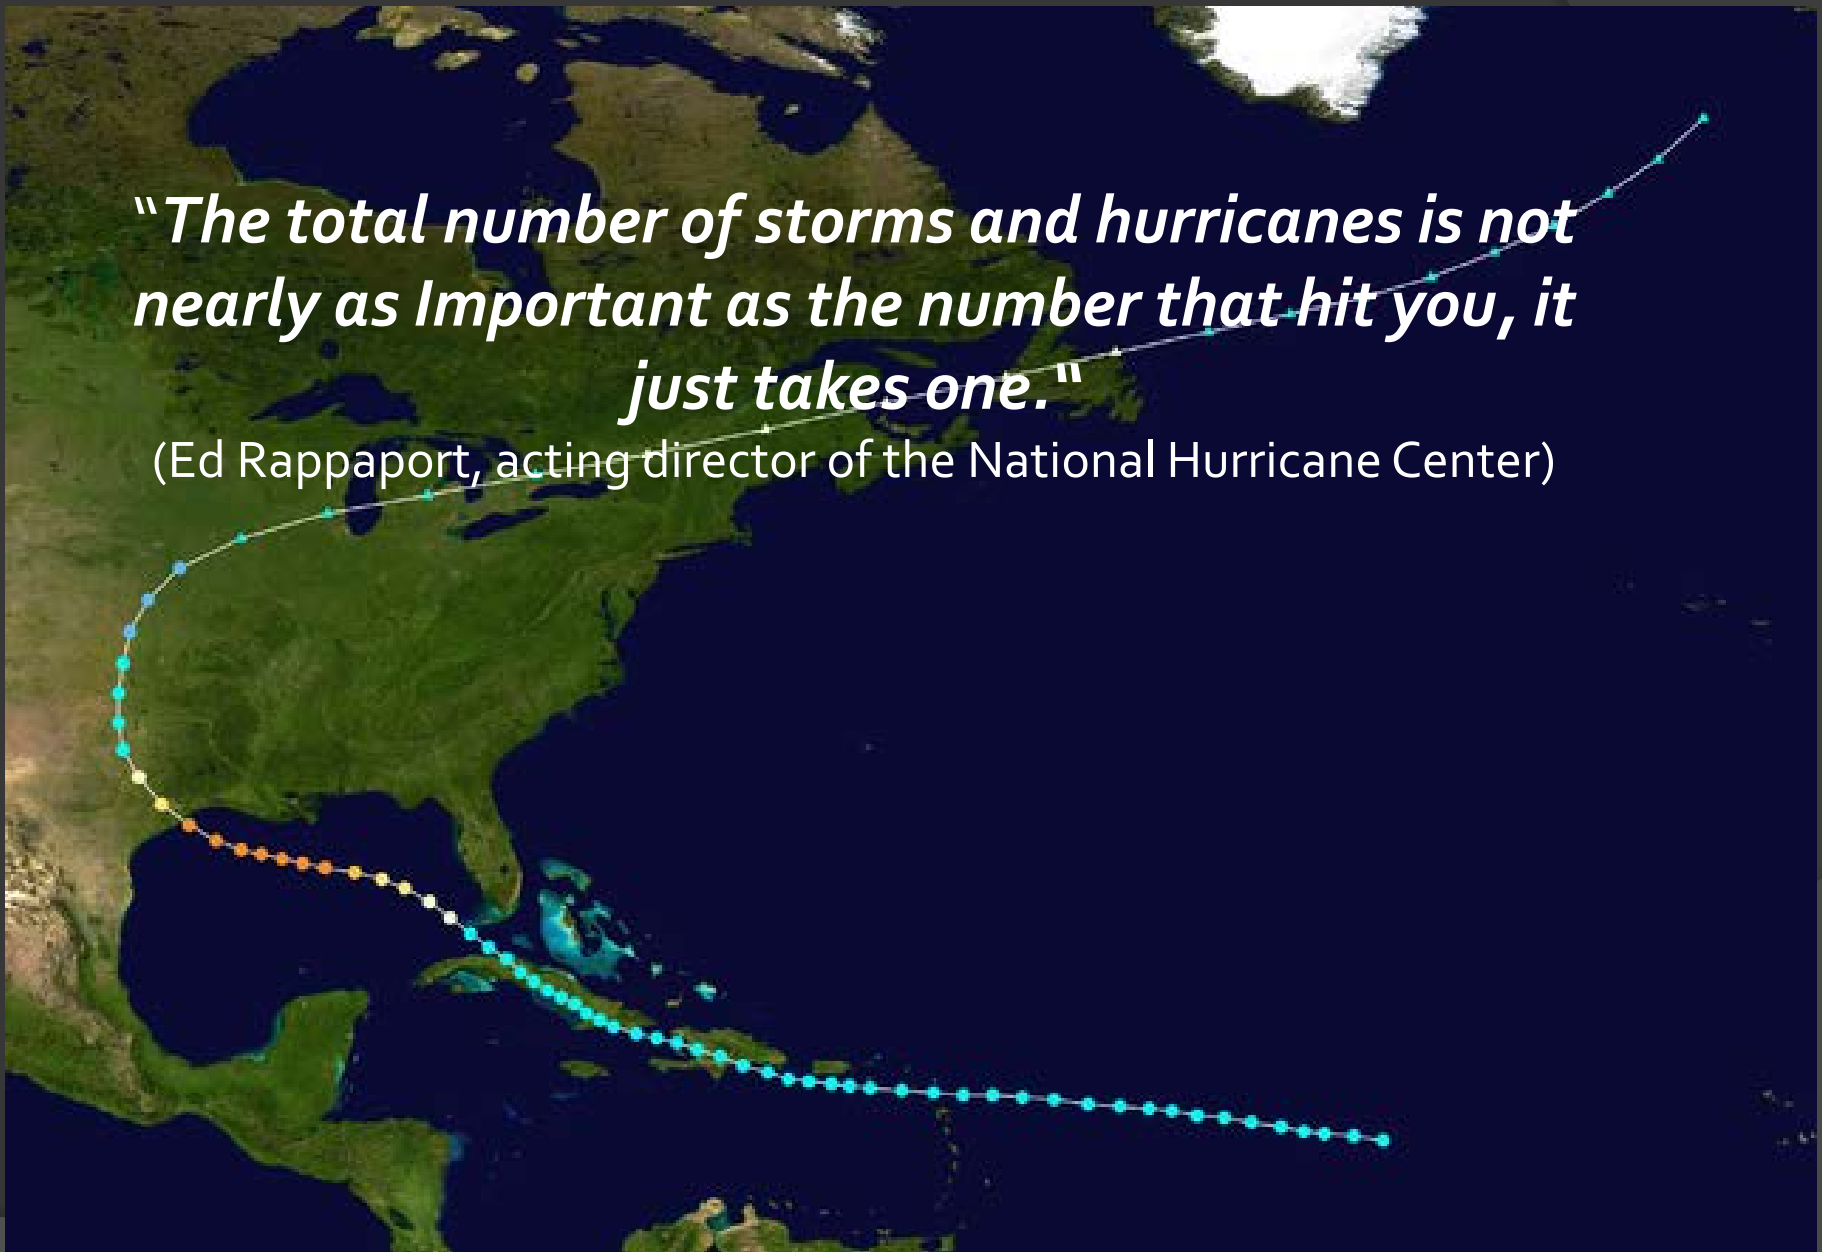 “The total number of storms and hurricanes is not
nearly as Important as the number that hit you, it
just takes one."
(Ed Rappaport, acting director of the National Hurricane Center)